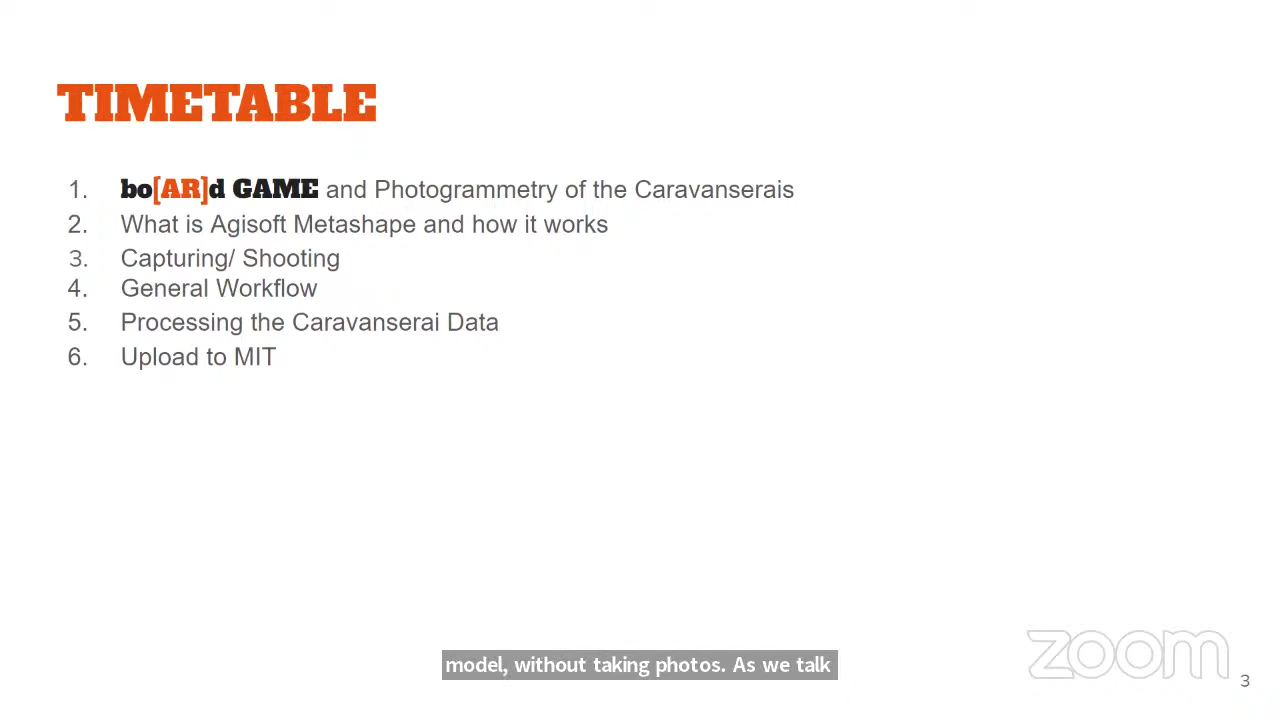 TIMETABLE
1. bo[AR]d GAME and Photogrammetry of the Caravanserais
2. What is Agisoft Metashape and how it works
3. Capturing/ Shooting
4. General Workflow
5. Processing the Caravanserai Data
6. Upload to MIT
model, without taking photos. As we talk
zoom
3